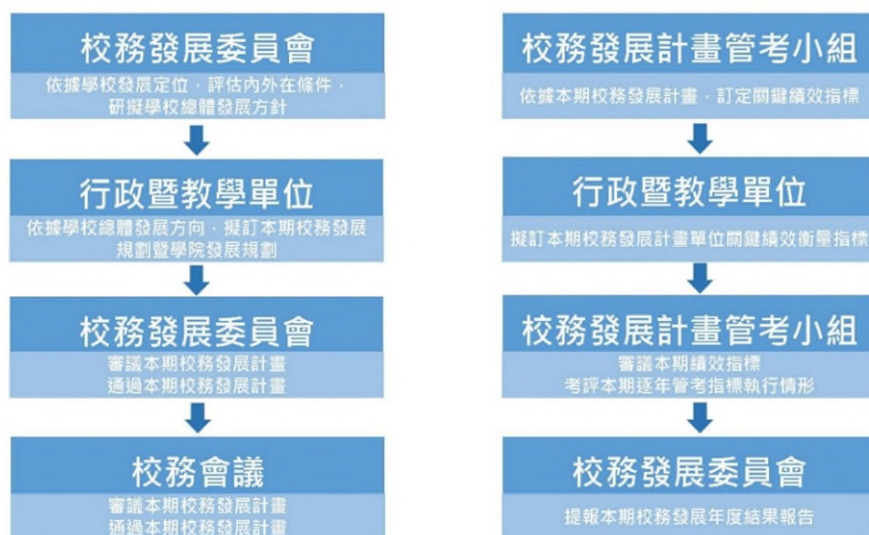 校務發展委員會
依據學校發展定位，評估內外在條件，
研擬學校總體發展方針
行政暨教學單位
依據學校總體發展方向，擬訂本期校務發展
規劃暨學院發展規劃
校務發展委員會
審議本期校務發展計畫
通過本期校務發展計畫
校務會議
審議本期校務發展計畫
通過本期校務發展計畫
校務發展計畫管考小組
依據本期校務發展計畫，訂定關鍵績效指標
行政暨教學單位
擬訂本期校務發展計畫單位關鍵績效衡量指標
校務發展計畫管考小組
審議本期績效指標
考評本期逐年管考指標執行情形
校務發展委員會
提報本期校務發展年度結果報告